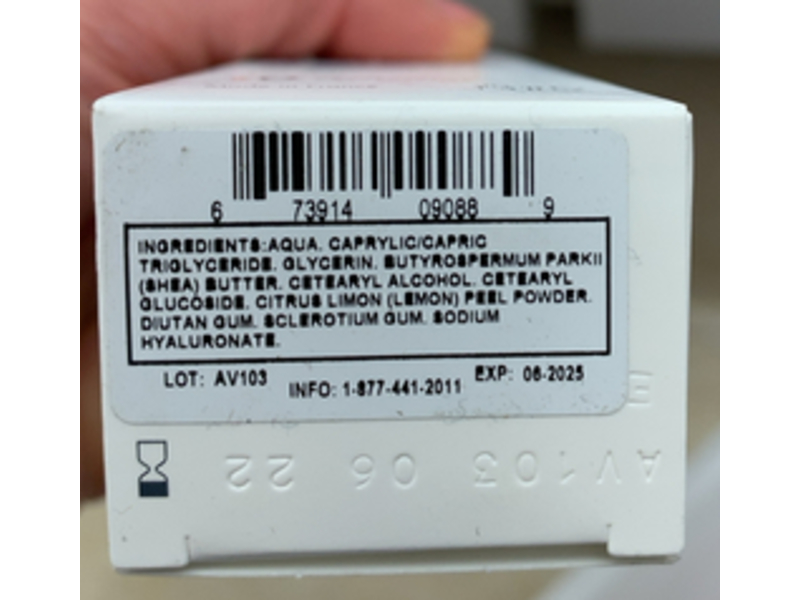 6 73914 09088 9
INGREDIENTS:AQUA, CAPRYLIC/CAPRIC
TRIGLYCERIDE, GLYCERIN, BUTYROSPERMUM PARKII
(SHEA) BUTTER, CETEARYL ALCOHOL, CETEARYL
GLUCOSIDE, CITRUS LIMON (LEMON) PEEL POWDER,
DIUTAN GUM, SCLEROTIUM GUM, SODIUM
HYALURONATE.
LOT: AV103 INFO: 1-877-441-2011 EXP: 06-2025
E
AV103 06 22